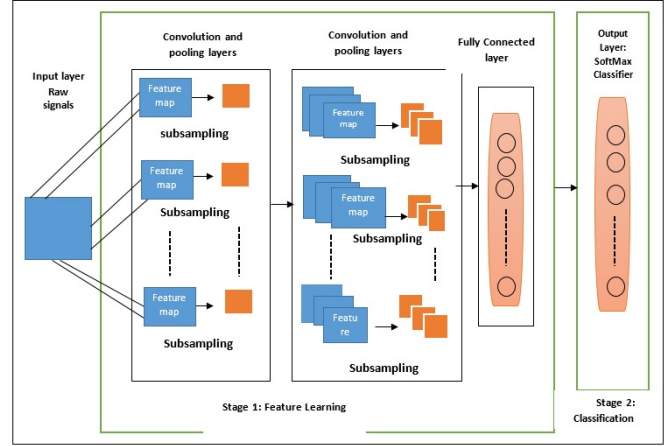 Input layer
Raw
signals
Convolution and
pooling layers
Feature
map
subsampling
Feature
map
Subsampling
Feature
map
Subsampling
Convolution and
pooling layers
Feature
map
Subsampling
Feature
map
Subsampling
Featu
re
Subsampling
Fully Connected
layer
Output
Layer:
SoftMax
Classifier
Stage 1: Feature Learning
Stage 2:
Classification